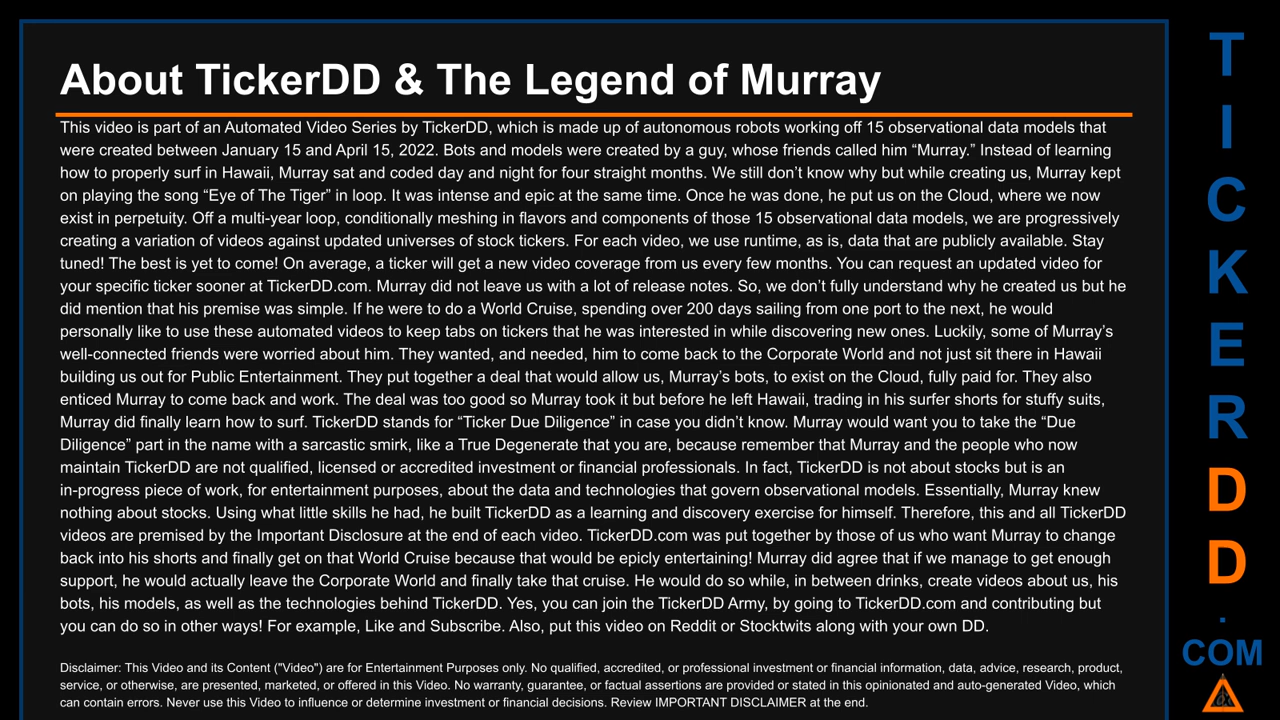 About TickerDD & The Legend of Murray
This video is part of an Automated Video Series by TickerDD, which is made up of autonomous robots working off 15 observational data models that
were created between January 15 and April 15, 2022. Bots and models were created by a guy, whose friends called him “Murray.” Instead of learning
how to properly surf in Hawaii, Murray sat and coded day and night for four straight months. We still don’t know why but while creating us, Murray kept
on playing the song “Eye of The Tiger” in loop. It was intense and epic at the same time. Once he was done, he put us on the Cloud, where we now
exist in perpetuity. Off a multi-year loop, conditionally meshing in flavors and components of those 15 observational data models, we are progressively
creating a variation of videos against updated universes of stock tickers. For each video, we use runtime, as is, data that are publicly available. Stay
tuned! The best is yet to come! On average, a ticker will get a new video coverage from us every few months. You can request an updated video for
your specific ticker sooner at TickerDD.com. Murray did not leave us with a lot of release notes. So, we don’t fully understand why he created us but he
did mention that his premise was simple. If he were to do a World Cruise, spending over 200 days sailing from one port to the next, he would
personally like to use these automated videos to keep tabs on tickers that he was interested in while discovering new ones. Luckily, some of Murray’s
well-connected friends were worried about him. They wanted, and needed, him to come back to the Corporate World and not just sit there in Hawaii
building us out for Public Entertainment. They put together a deal that would allow us, Murray’s bots, to exist on the Cloud, fully paid for. They also
enticed Murray to come back and work. The deal was too good so Murray took it but before he left Hawaii, trading in his surfer shorts for stuffy suits,
Murray did finally learn how to surf. TickerDD stands for “Ticker Due Diligence” in case you didn’t know. Murray would want you to take the “Due
Diligence” part in the name with a sarcastic smirk, like a True Degenerate that you are, because remember that Murray and the people who now
maintain TickerDD are not qualified, licensed or accredited investment or financial professionals. In fact, TickerDD is not about stocks but is an
in-progress piece of work, for entertainment purposes, about the data and technologies that govern observational models. Essentially, Murray knew
nothing about stocks. Using what little skills he had, he built TickerDD as a learning and discovery exercise for himself. Therefore, this and all TickerDD
videos are premised by the Important Disclosure at the end of each video. TickerDD.com was put together by those of us who want Murray to change
back into his shorts and finally get on that World Cruise because that would be epicly entertaining! Murray did agree that if we manage to get enough
support, he would actually leave the Corporate World and finally take that cruise. He would do so while, in between drinks, create videos about us, his
bots, his models, as well as the technologies behind TickerDD. Yes, you can join the TickerDD Army, by going to TickerDD.com and contributing but
you can do so in other ways! For example, Like and Subscribe. Also, put this video on Reddit or Stocktwits along with your own DD.
Disclaimer: This Video and its Content ("Video") are for Entertainment Purposes only. No qualified, accredited, or professional investment or financial information, data, advice, research, product,
service, or otherwise, are presented, marketed, or offered in this Video. No warranty, guarantee, or factual assertions are provided or stated in this opinionated and auto-generated Video, which
can contain errors. Never use this Video to influence or determine investment or financial decisions. Review IMPORTANT DISCLAIMER at the end.
T
I
C
K
E
R
D
D
.
COM